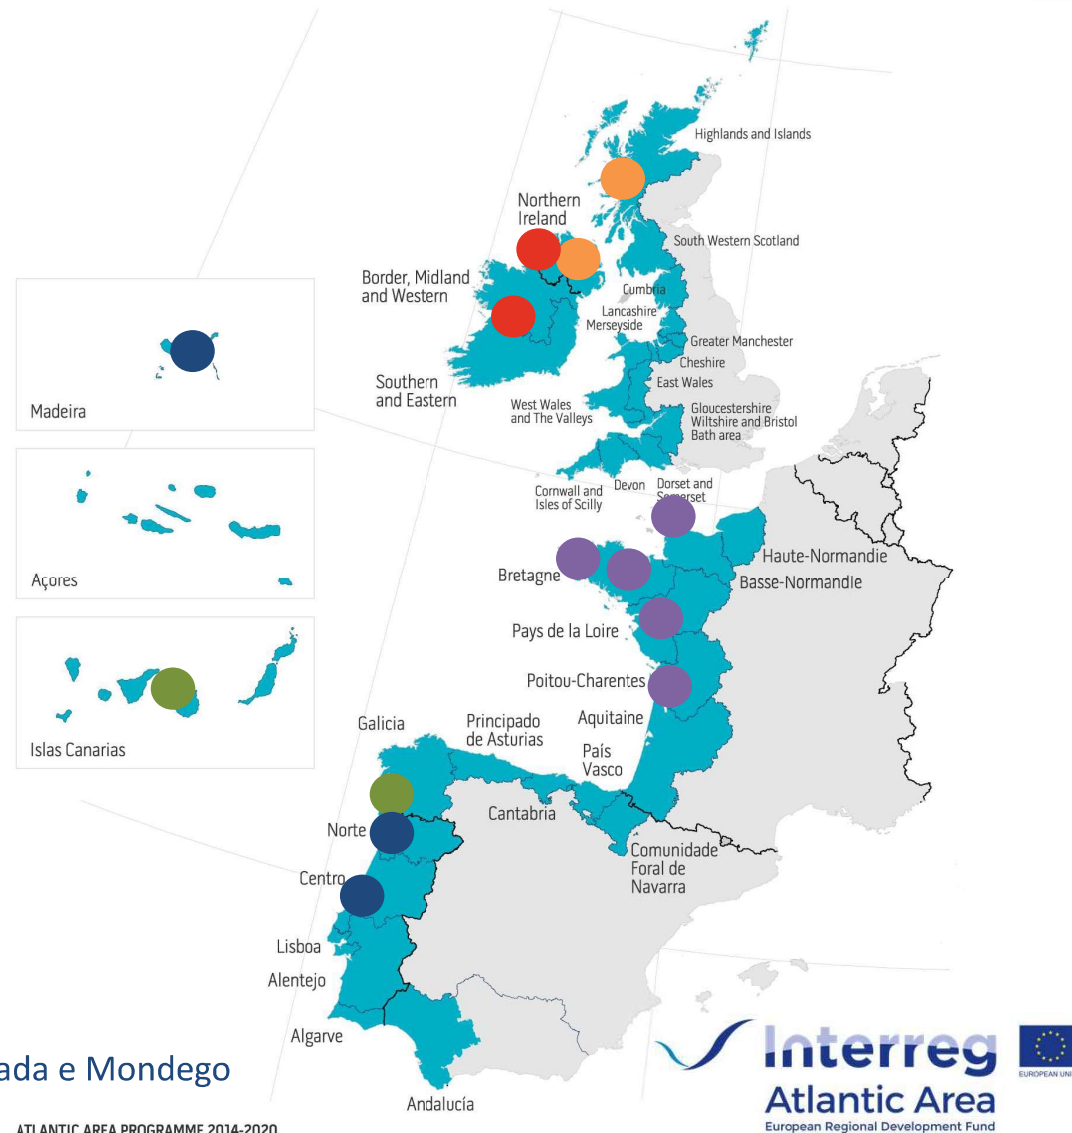 Highlands and Islands
Northern
Ireland
South Western Scotland
Border, Midland
and Western
Cumbria
Lancashire
Merseyside
Greater Manchester
Cheshire
Southern
and Eastern
East Wales
West Wales
and The Valleys
Gloucestershire
Wiltshire and Bristol
Bath area
Madeira
Cornwall and
Isles of Scilly
Devon
Dorset and
Somerset
Açores
Bretagne
Haute-Normandie
Basse-Normandie
Pays de la Loire
Poitou-Charentes
Islas Canarias
Galicia
Principado
de Asturias
Aquitaine
País
Vasco
Cantabria
Norte
Comunidade
Foral de
Navarra
Centro
Lisboa
Alentejo
Algarve
Andalucía
ada e Mondego
ATLANTIC AREA PROGRAMME 2014-2020
Interreg
Atlantic Area
European Regional Development Fund
EUROPEAN UNI